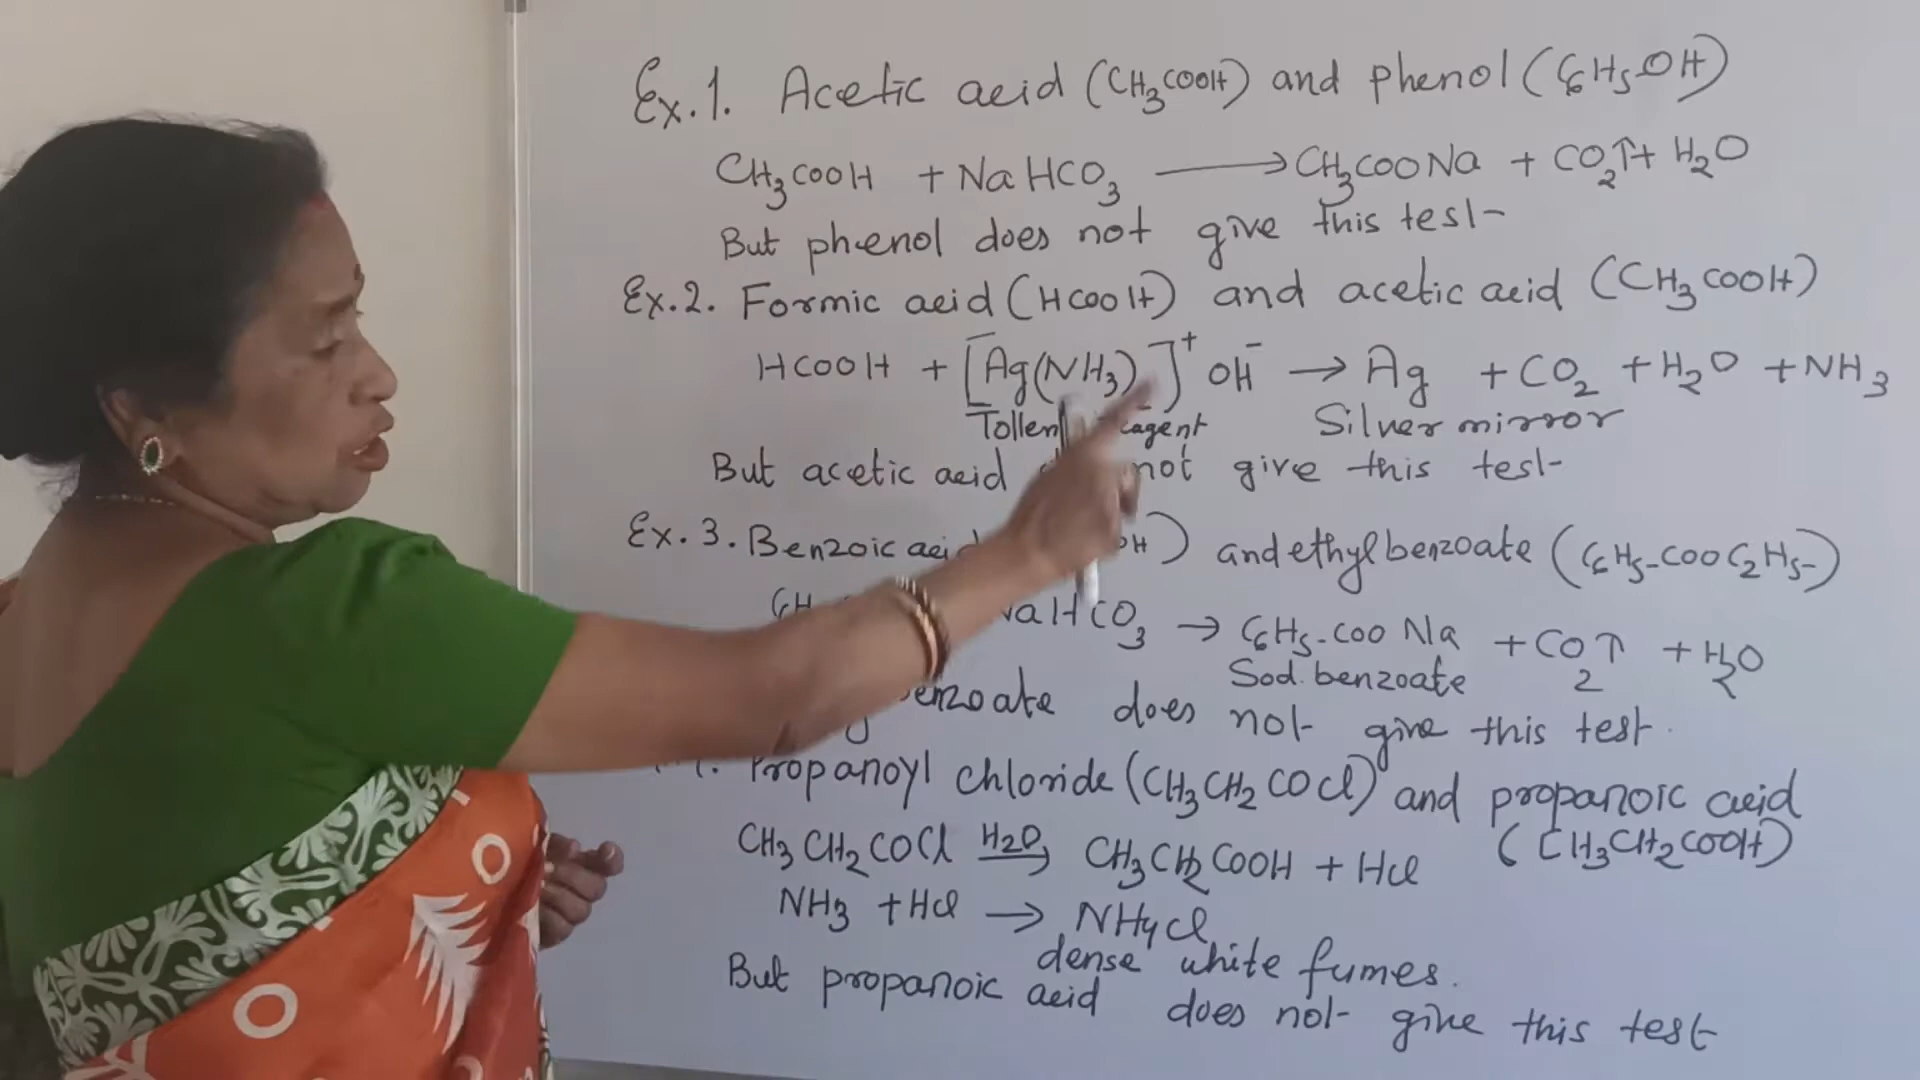 Ex.1. Acetic acid (CH3COOH) and phenol (C6H5OH)
CH3COOH + NaHCO3 ⟶ CH3COONa + CO2↑ + H2O
But phenol does not give this test
Ex.2. Formic acid (HCOOH) and acetic acid (CH3COOH)
HCOOH + [Ag(NH3)]+ OH- → Ag + CO2 + H2O + NH3
Silver mirror
But acetic acid not give this test
Ex.3. Benzoic and ethylbenzoate (C6H5-COOC2H5-)
→ C6H5-COONa + CO2↑ + H2O
Sod. benzoate
does not give this test.
Propanoyl chloride (CH3CH2COCl) and propanoic acid
(CH3CH2COOH)
CH3CH2COCl H2O→ CH3CH2COOH + HCl
NH3 + HCl → NH4Cl
dense white fumes.
But propanoic acid does not give this test